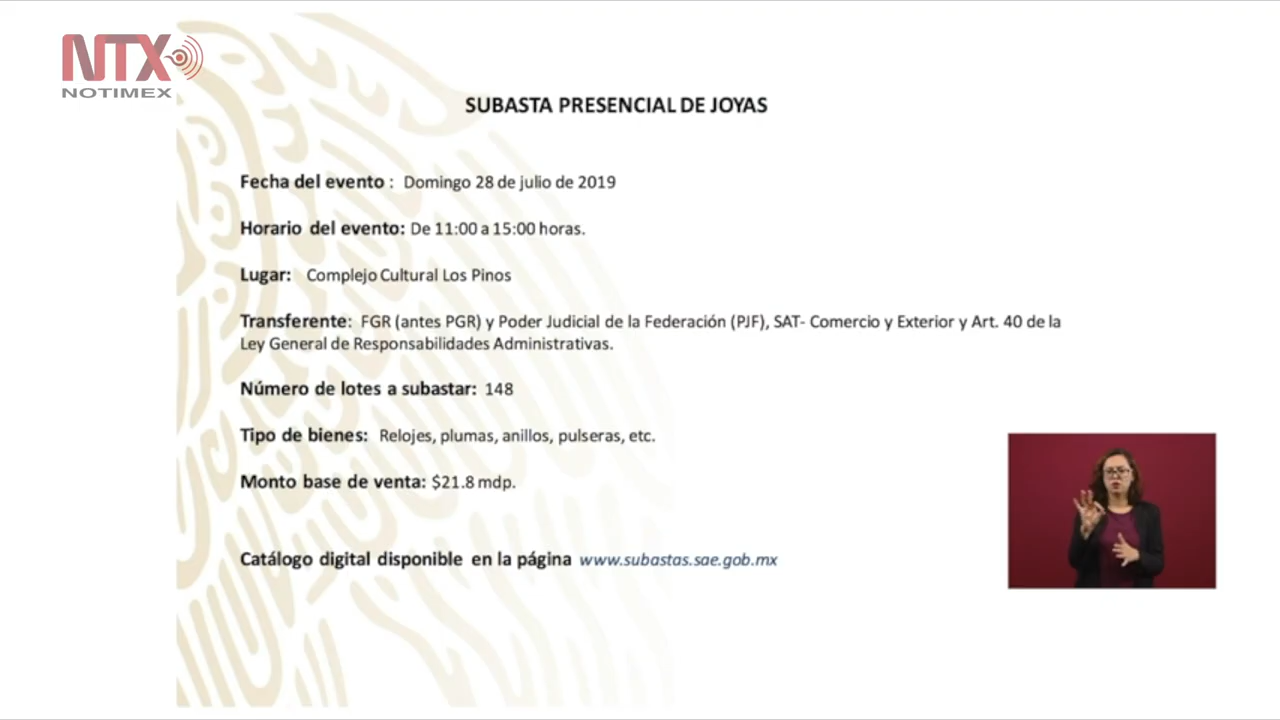 NTX
NOTIMEX
SUBASTA PRESENCIAL DE JOYAS
Fecha del evento : Domingo 28 de julio de 2019
Horario del evento: De 11:00 a 15:00 horas.
Lugar: Complejo Cultural Los Pinos
Transferente: FGR (antes PGR) y Poder Judicial de la Federación (PJF), SAT- Comercio y Exterior y Art. 40 de la
Ley General de Responsabilidades Administrativas.
Número de lotes a subastar: 148
Tipo de bienes: Relojes, plumas, anillos, pulseras, etc.
Monto base de venta: $21.8 mdp.
Catálogo digital disponible en la página www.subastas.sae.gob.mx